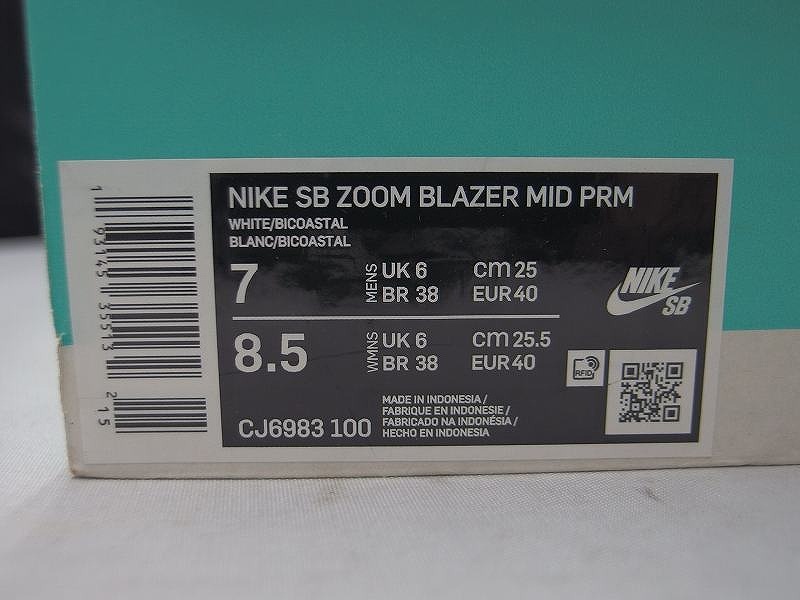 NIKE SB ZOOM BLAZER MID PRM
WHITE/BICOASTAL
BLANC/BICOASTAL
7 MENS UK 6 cm 25
BR 38 EUR 40
8.5 WMNS UK 6 cm 25.5
BR 38 EUR 40
CJ6983 100
MADE IN INDONESIA /
FABRIQUE EN INDONESIE /
FABRICADO NA INDONÉSIA /
HECHO EN INDONESIA
NIKE
SB
RFID
1 93145 35513 2 15